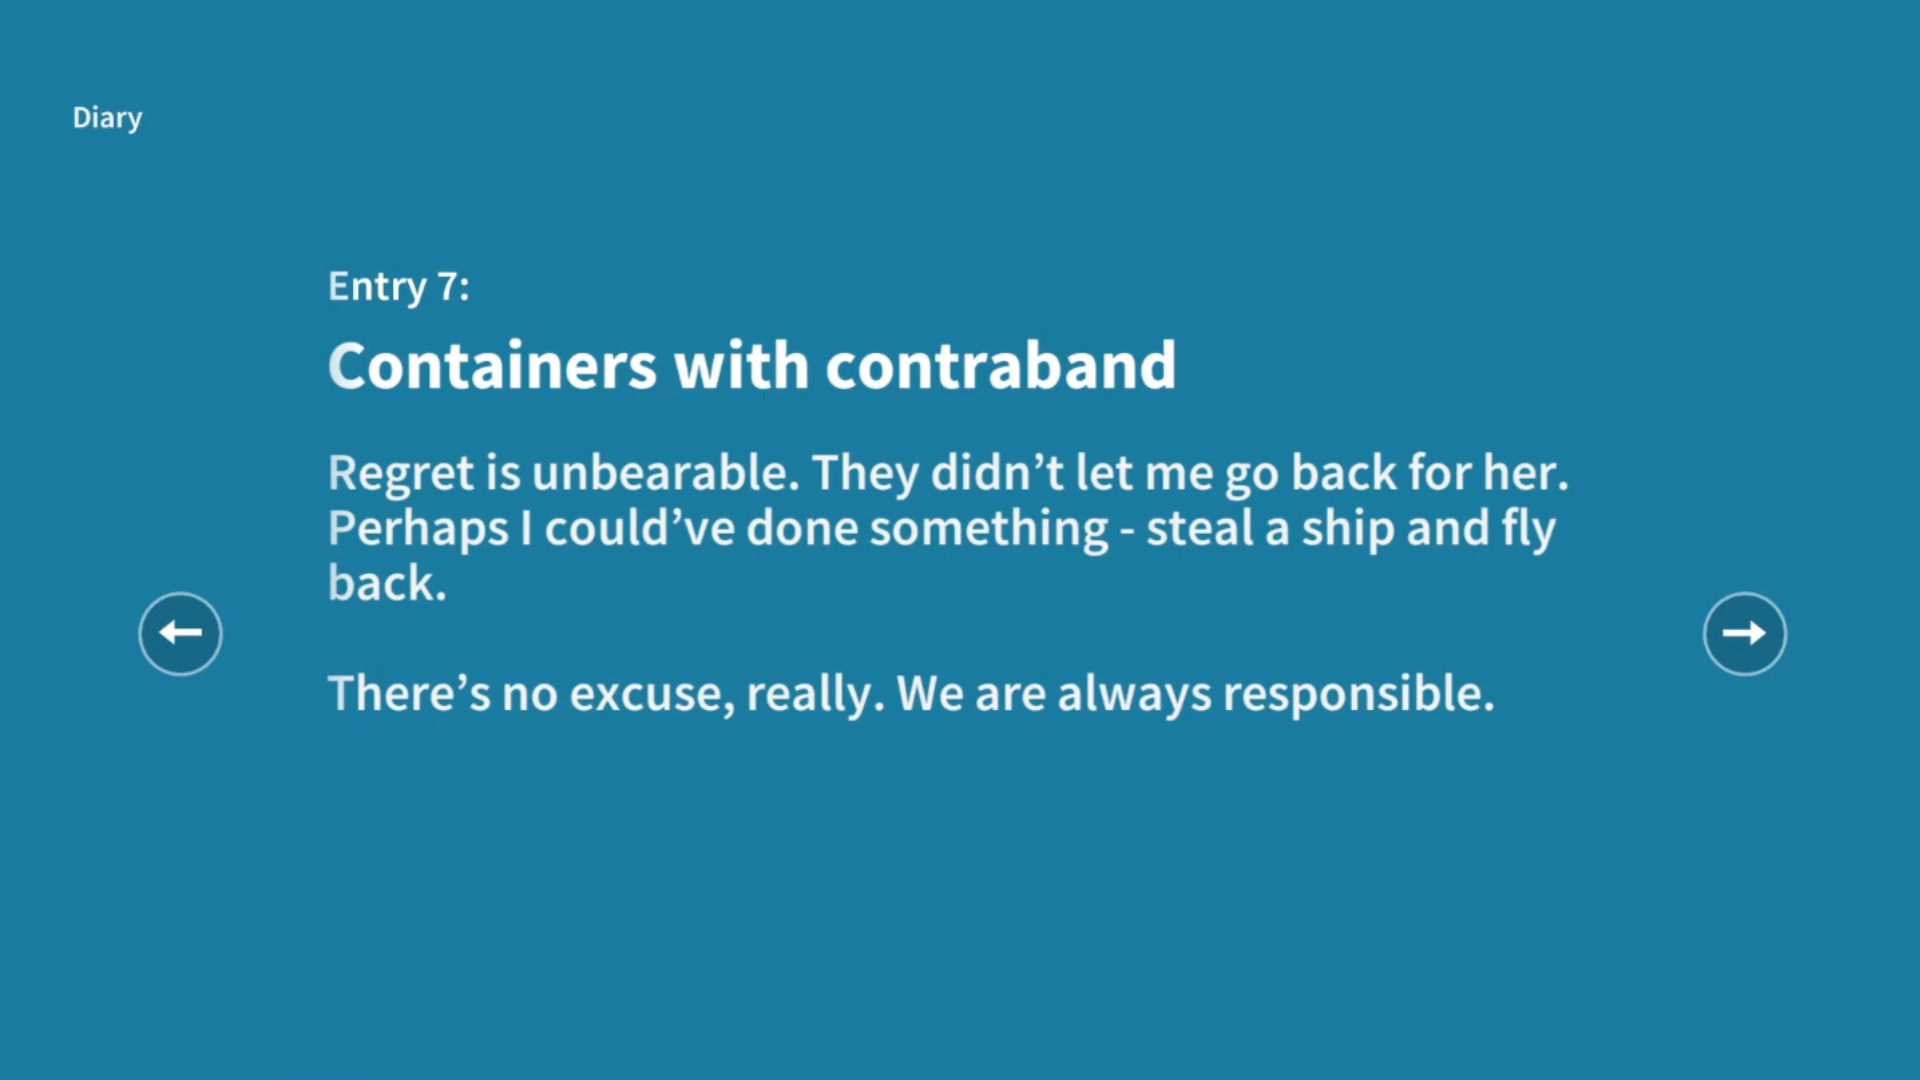 Diary
Entry 7:
Containers with contraband
Regret is unbearable. They didn’t let me go back for her.
Perhaps I could’ve done something - steal a ship and fly
back.
There’s no excuse, really. We are always responsible.